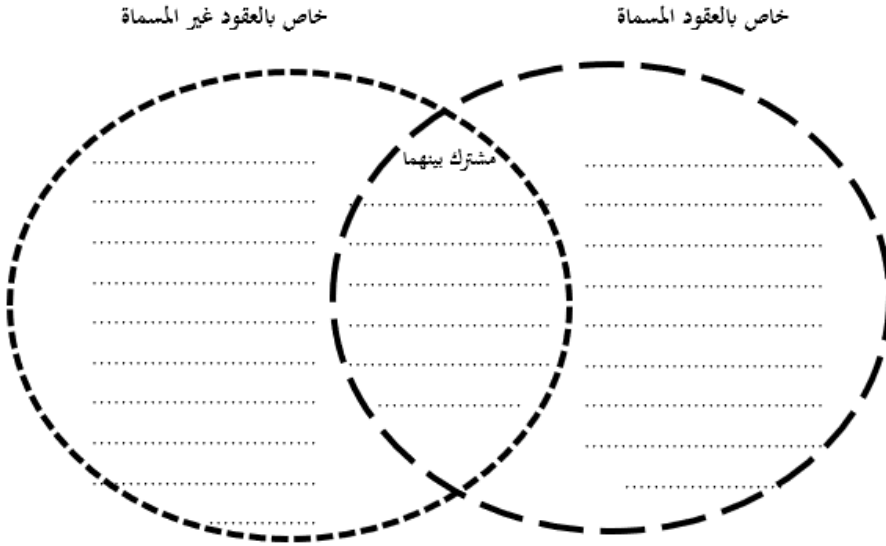 خاص بالعقود المسماة
خاص بالعقود غير المسماة
مشترك بينهما